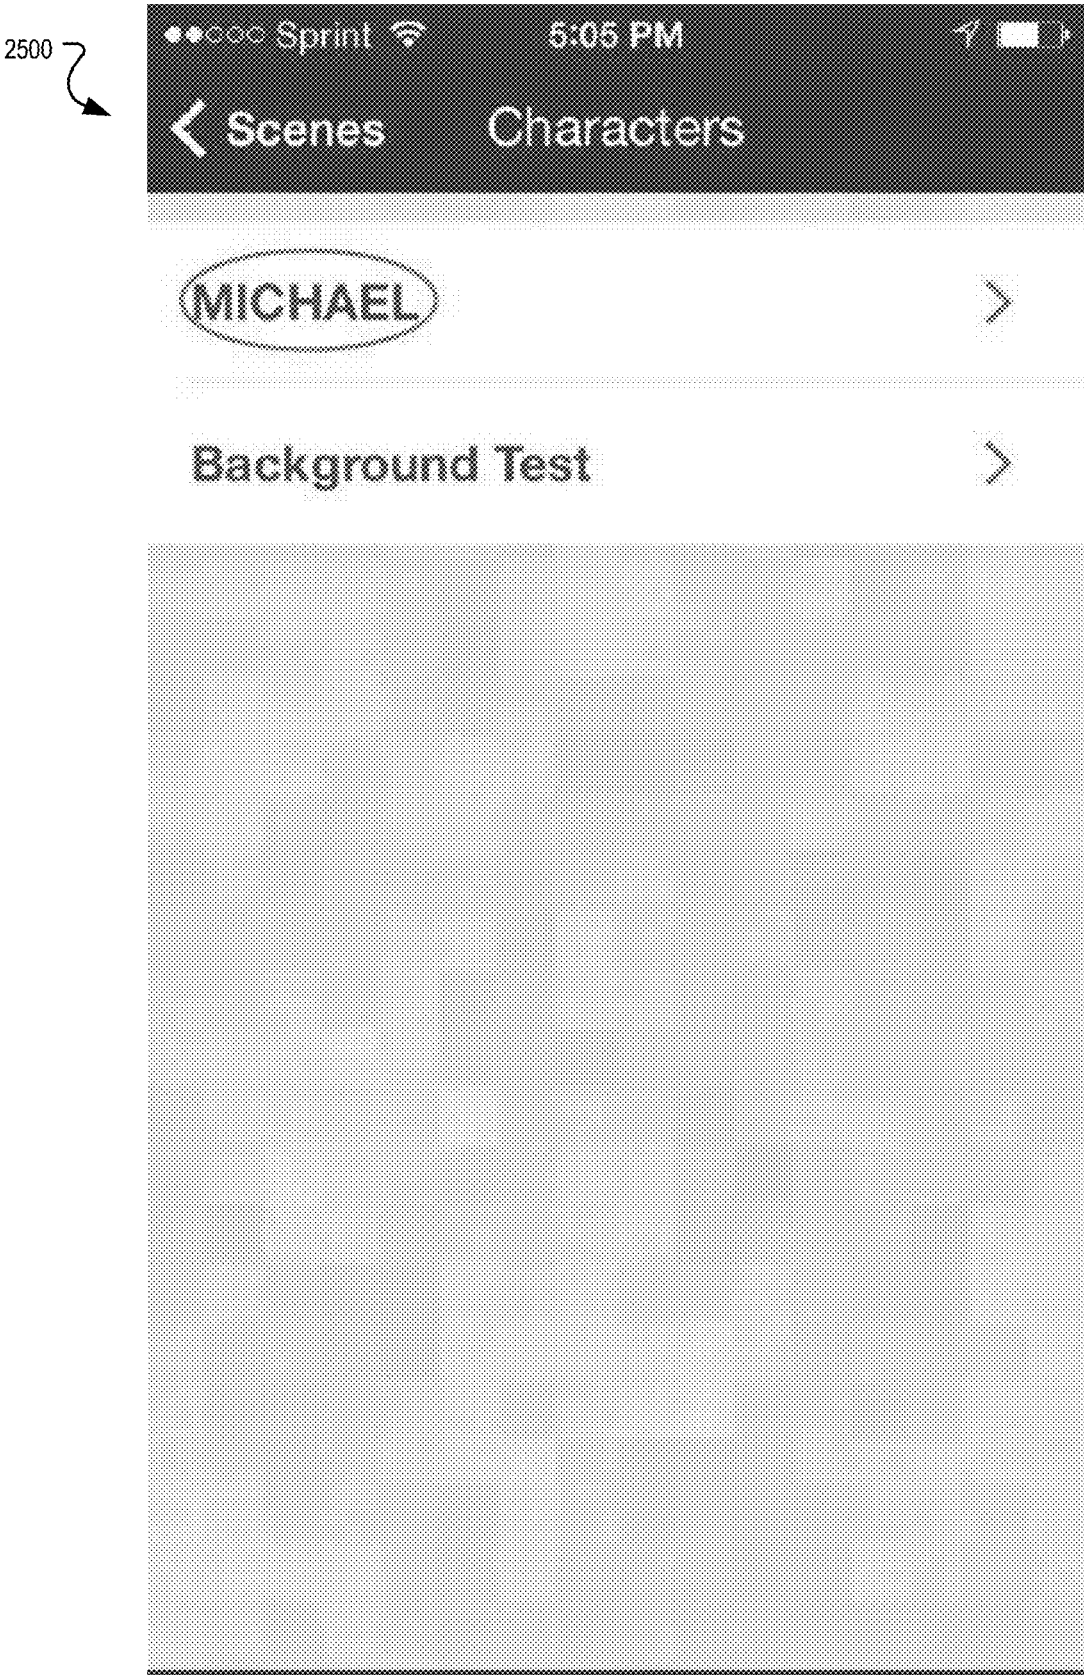 2500
Sprint 5:05 PM
Scenes Characters
MICHAEL
Background Test